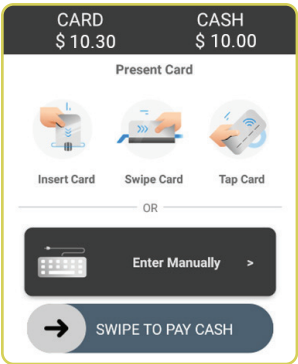 CARD CASH
$ 10.30 $ 10.00
Present Card
Insert Card Swipe Card Tap Card
OR
Enter Manually >
SWIPE TO PAY CASH